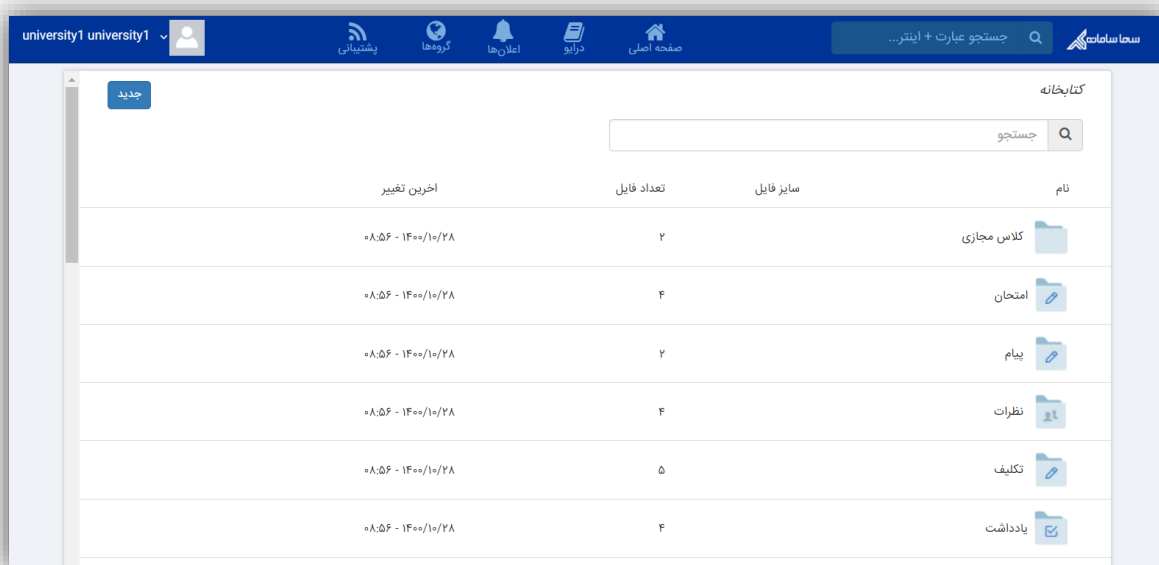 سحا سامانه
جستجو عبارت + اینتر...
صفحه اصلی
درایو
اعلان‌ها
گروه‌ها
پشتیبانی
university1 university1
کتابخانه
جدید
جستجو
نام سایز فایل تعداد فایل اخرین تغییر
کلاس مجازی ۲ ۱۴۰۰/۱۰/۲۸ - ۰۸:۵۶
امتحان ۴ ۱۴۰۰/۱۰/۲۸ - ۰۸:۵۶
پیام ۲ ۱۴۰۰/۱۰/۲۸ - ۰۸:۵۶
نظرات ۴ ۱۴۰۰/۱۰/۲۸ - ۰۸:۵۶
تکلیف ۵ ۱۴۰۰/۱۰/۲۸ - ۰۸:۵۶
یادداشت ۴ ۱۴۰۰/۱۰/۲۸ - ۰۸:۵۶